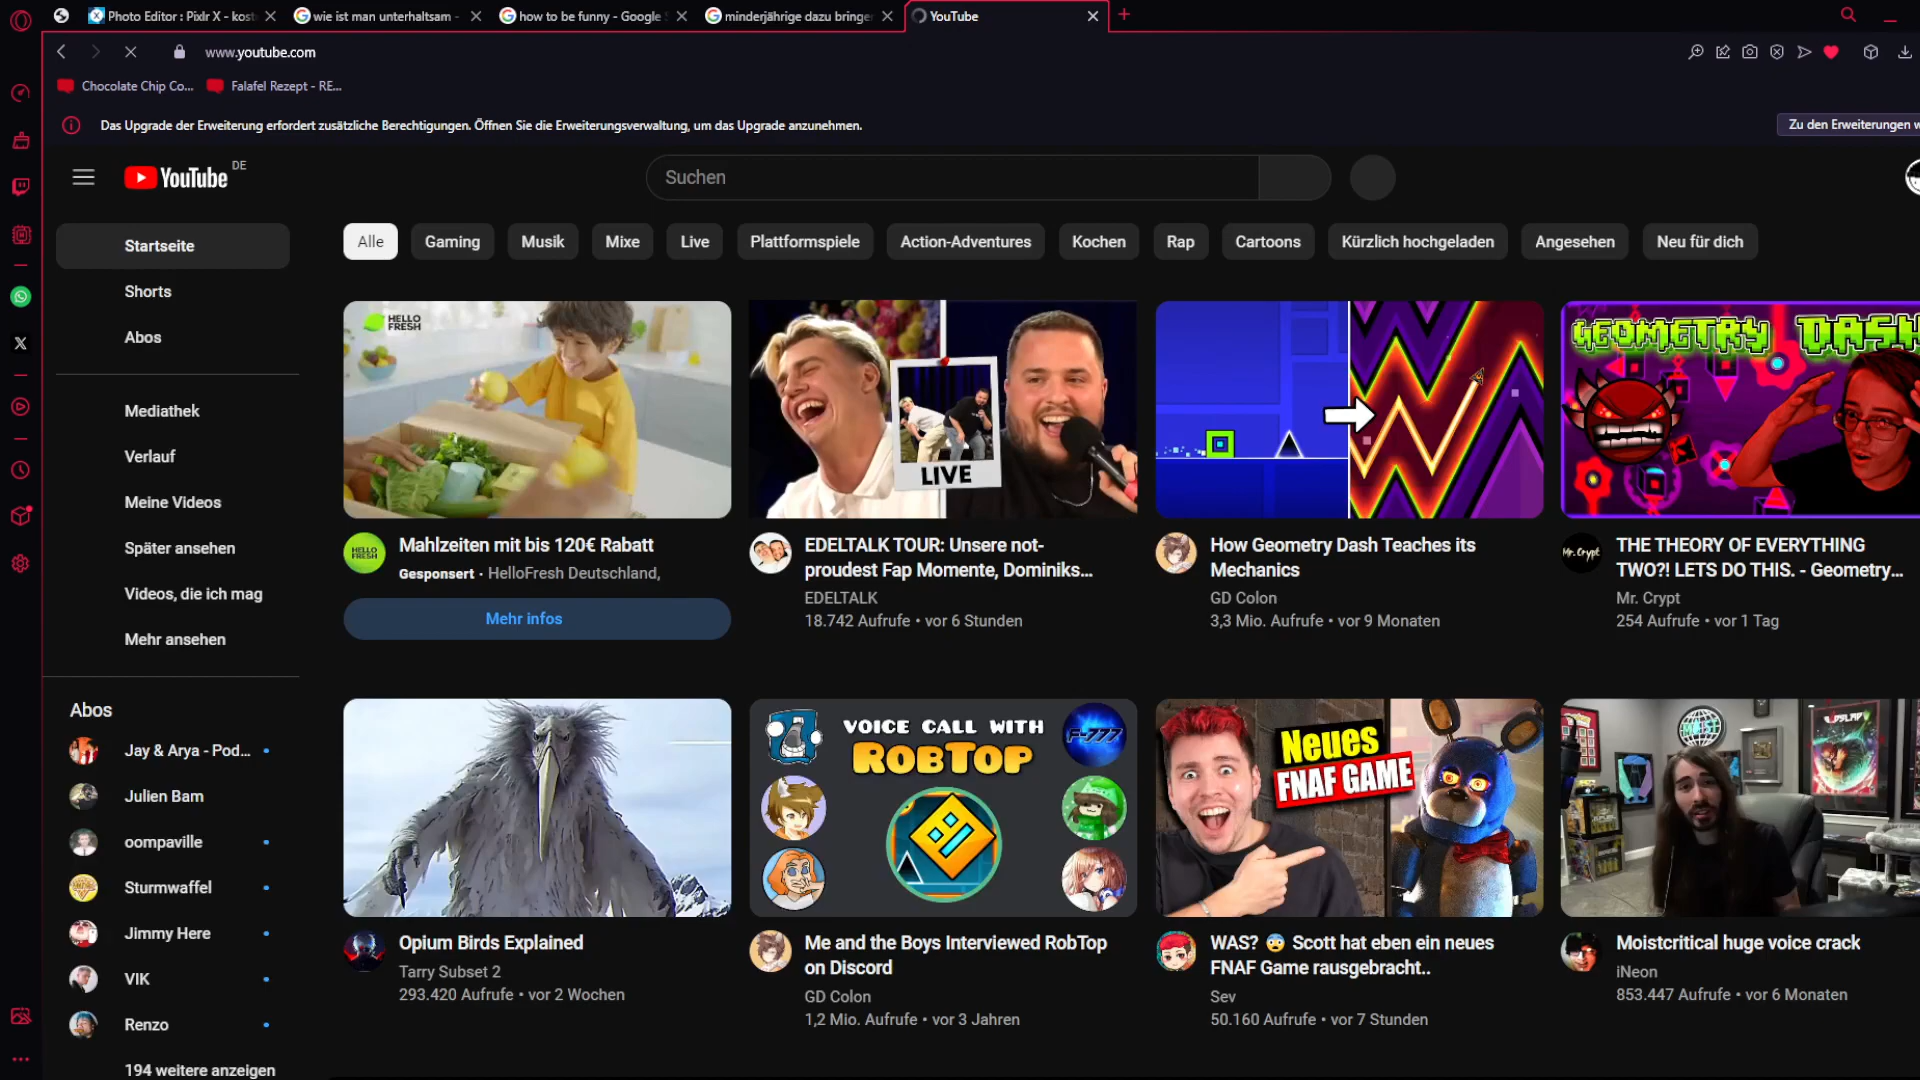 Photo Editor : Pixlr X - kost
wie ist man unterhaltsam -
how to be funny - Google
minderjährige dazu bringen
YouTube
www.youtube.com
Chocolate Chip Co...
Falafel Rezept - RE...
Das Upgrade der Erweiterung erfordert zusätzliche Berechtigungen. Öffnen Sie die Erweiterungsverwaltung, um das Upgrade anzunehmen.
Zu den Erweiterungen
YouTube DE
Suchen
Alle
Gaming
Musik
Mixe
Live
Plattformspiele
Action-Adventures
Kochen
Rap
Cartoons
Kürzlich hochgeladen
Angesehen
Neu für dich
Startseite
Shorts
Abos
Mediathek
Verlauf
Meine Videos
Später ansehen
Videos, die ich mag
Mehr ansehen
Abos
Jay & Arya - Pod...
Julien Bam
oompaville
Sturmwaffel
Jimmy Here
VIK
Renzo
194 weitere anzeigen
HELLO
FRESH
HELLO
FRESH
Mahlzeiten mit bis 120€ Rabatt
Gesponsert · HelloFresh Deutschland,
Mehr infos
LIVE
EDELTALK TOUR: Unsere not-
proudest Fap Momente, Dominiks...
EDELTALK
18.742 Aufrufe • vor 6 Stunden
How Geometry Dash Teaches its
Mechanics
GD Colon
3,3 Mio. Aufrufe • vor 9 Monaten
GEOMETRY DASH
Mr. Crypt
THE THEORY OF EVERYTHING
TWO?! LETS DO THIS. - Geometry...
Mr. Crypt
254 Aufrufe • vor 1 Tag
Opium Birds Explained
Tarry Subset 2
293.420 Aufrufe • vor 2 Wochen
VOICE CALL WITH
ROBTOP
F-777
Me and the Boys Interviewed RobTop
on Discord
GD Colon
1,2 Mio. Aufrufe • vor 3 Jahren
Neues
FNAF GAME
WAS? 😨 Scott hat eben ein neues
FNAF Game rausgebracht..
Sev
50.160 Aufrufe • vor 7 Stunden
Moistcritical huge voice crack
iNeon
853.447 Aufrufe • vor 6 Monaten